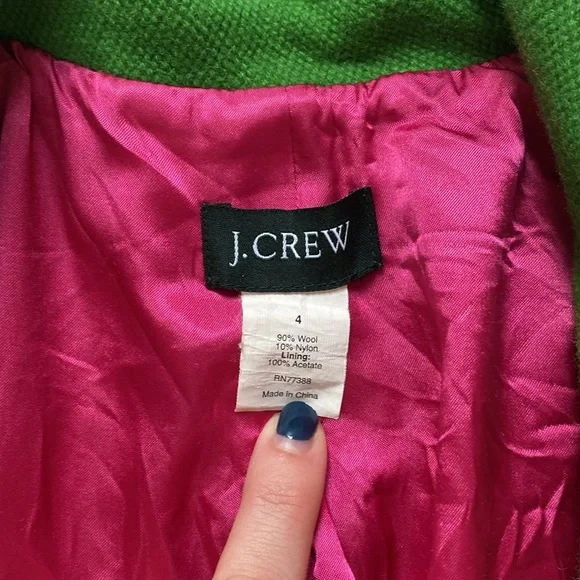 J.CREW
4
90% Wool
10% Nylon
Lining:
100% Acetate
RN77388
Made in China